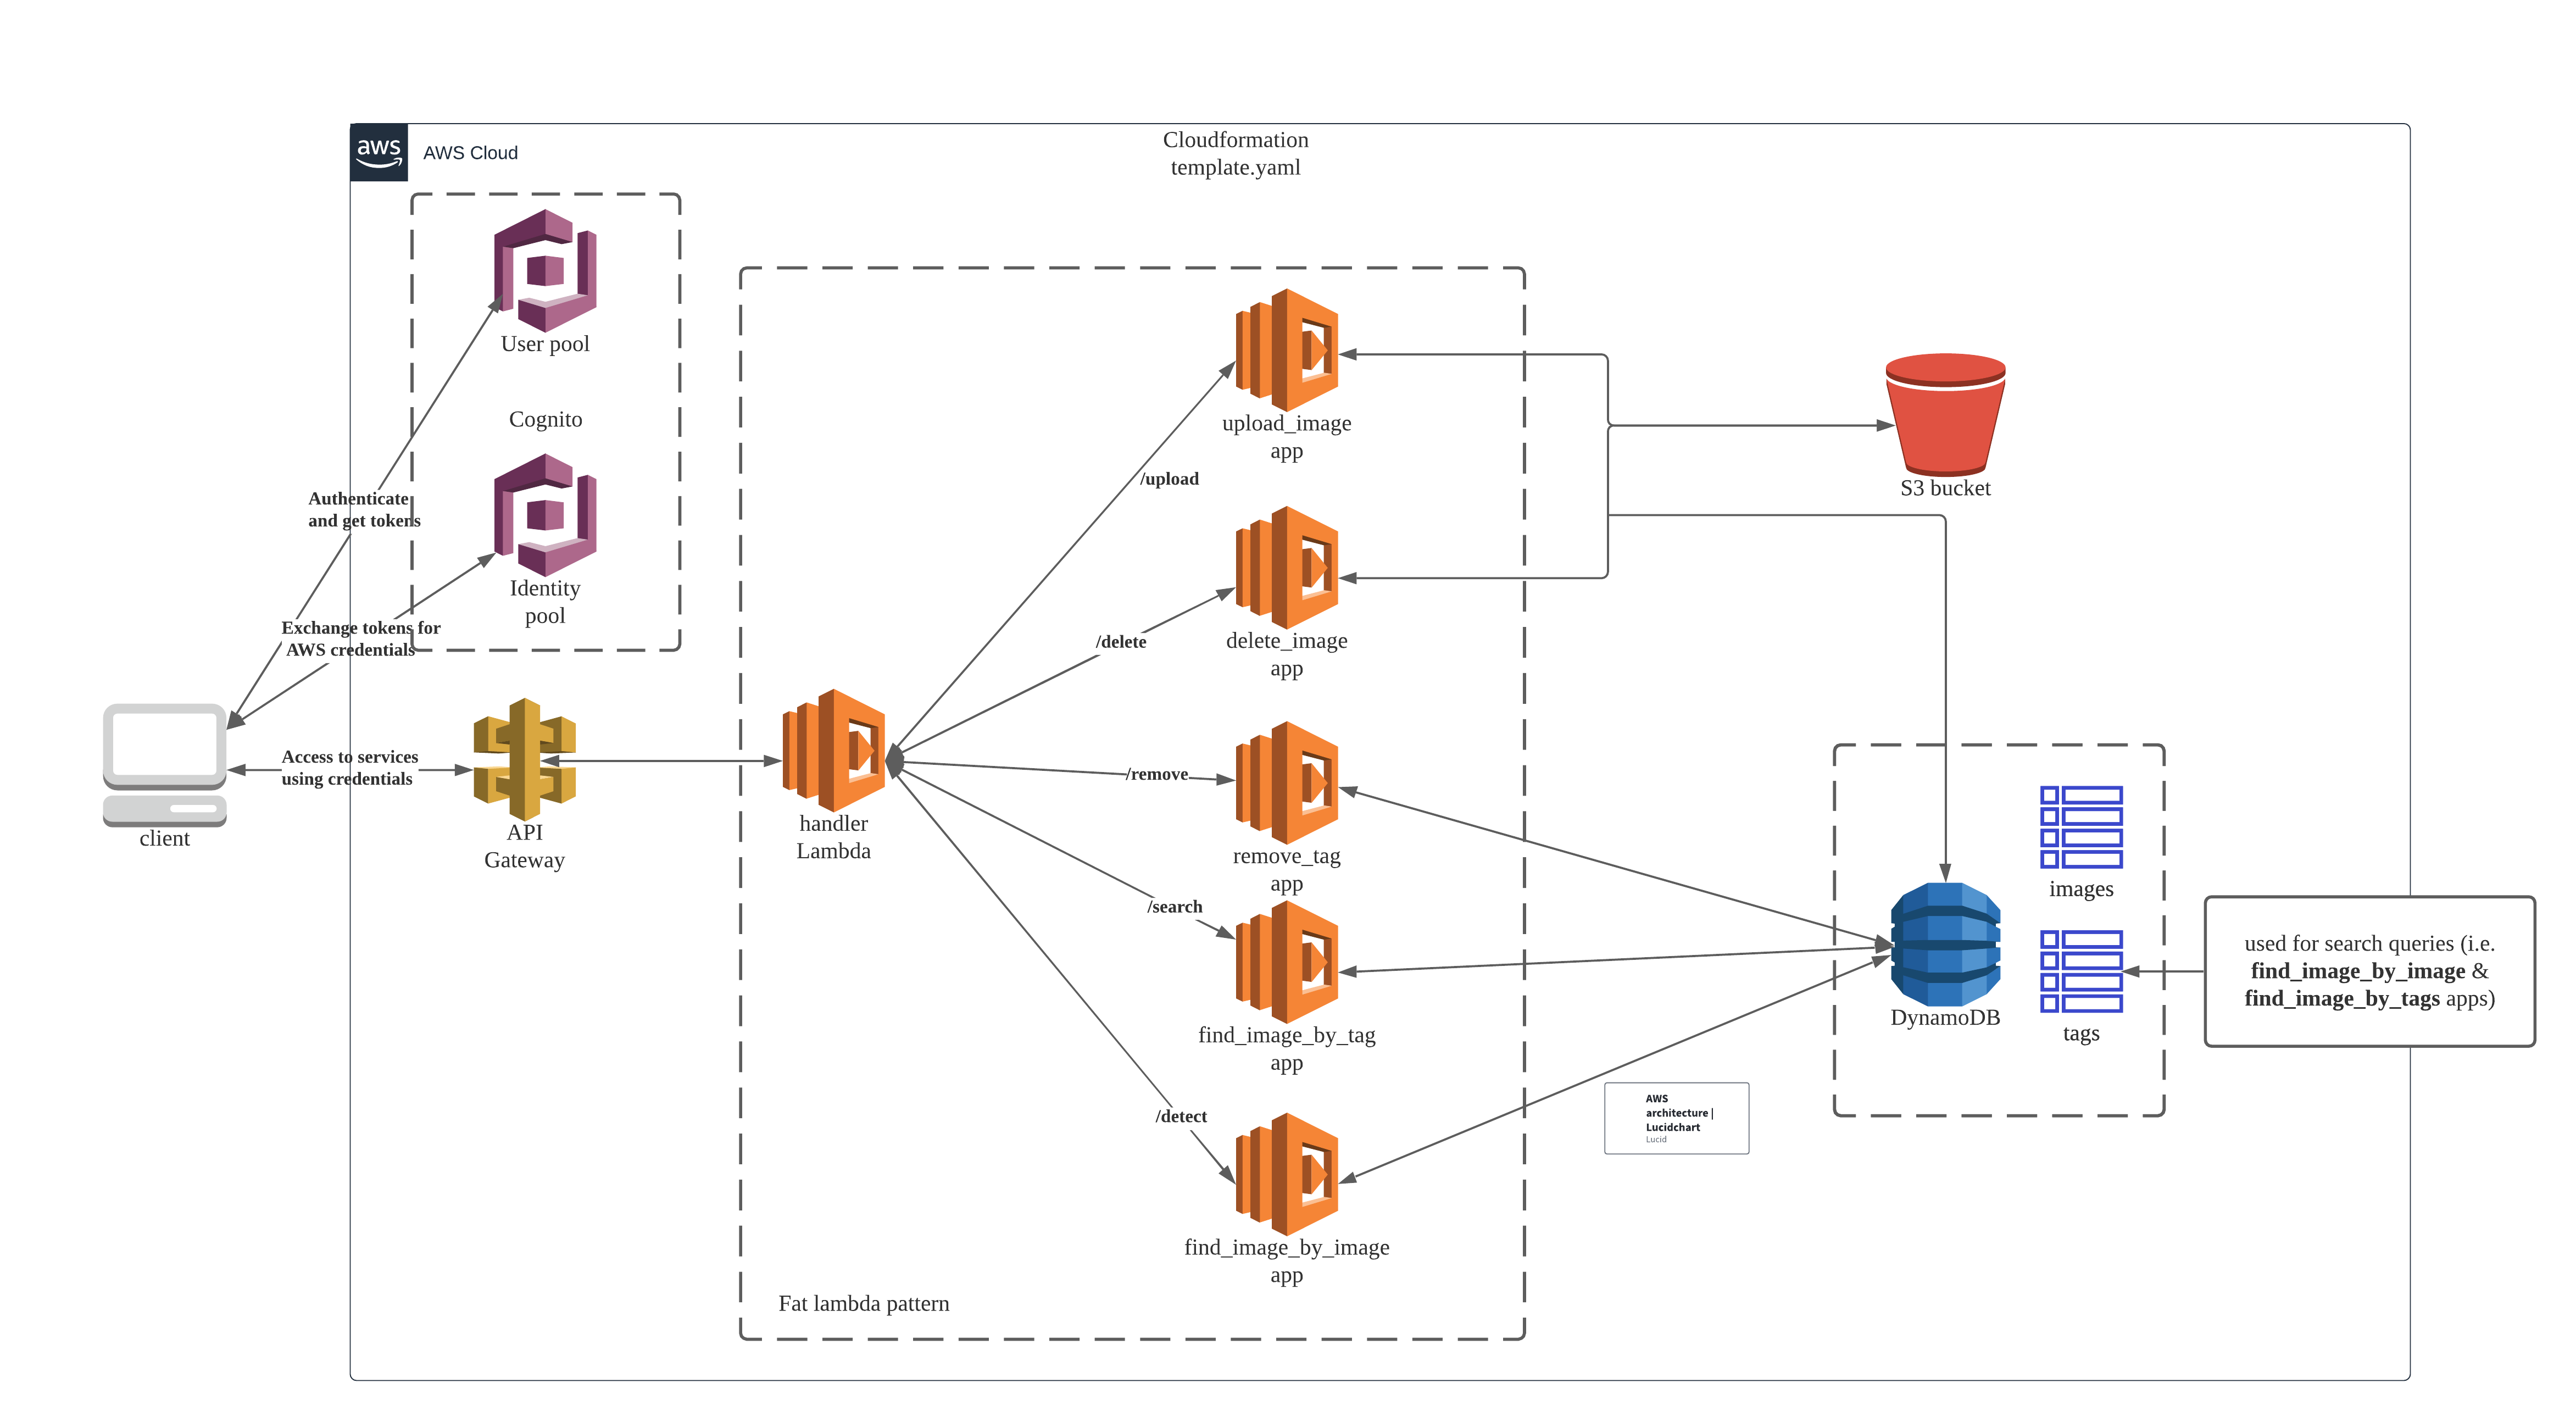 aws
AWS Cloud
Cloudformation
template.yaml
User pool
Cognito
Identity
pool
Authenticate
and get tokens
Exchange tokens for
AWS credentials
Access to services
using credentials
client
API
Gateway
handler
Lambda
/upload
/delete
/remove
/search
/detect
upload_image
app
delete_image
app
remove_tag
app
find_image_by_tag
app
find_image_by_image
app
Fat lambda pattern
S3 bucket
DynamoDB
images
tags
used for search queries (i.e.
find_image_by_image &
find_image_by_tags apps)
AWS
architecture |
Lucidchart
Lucid